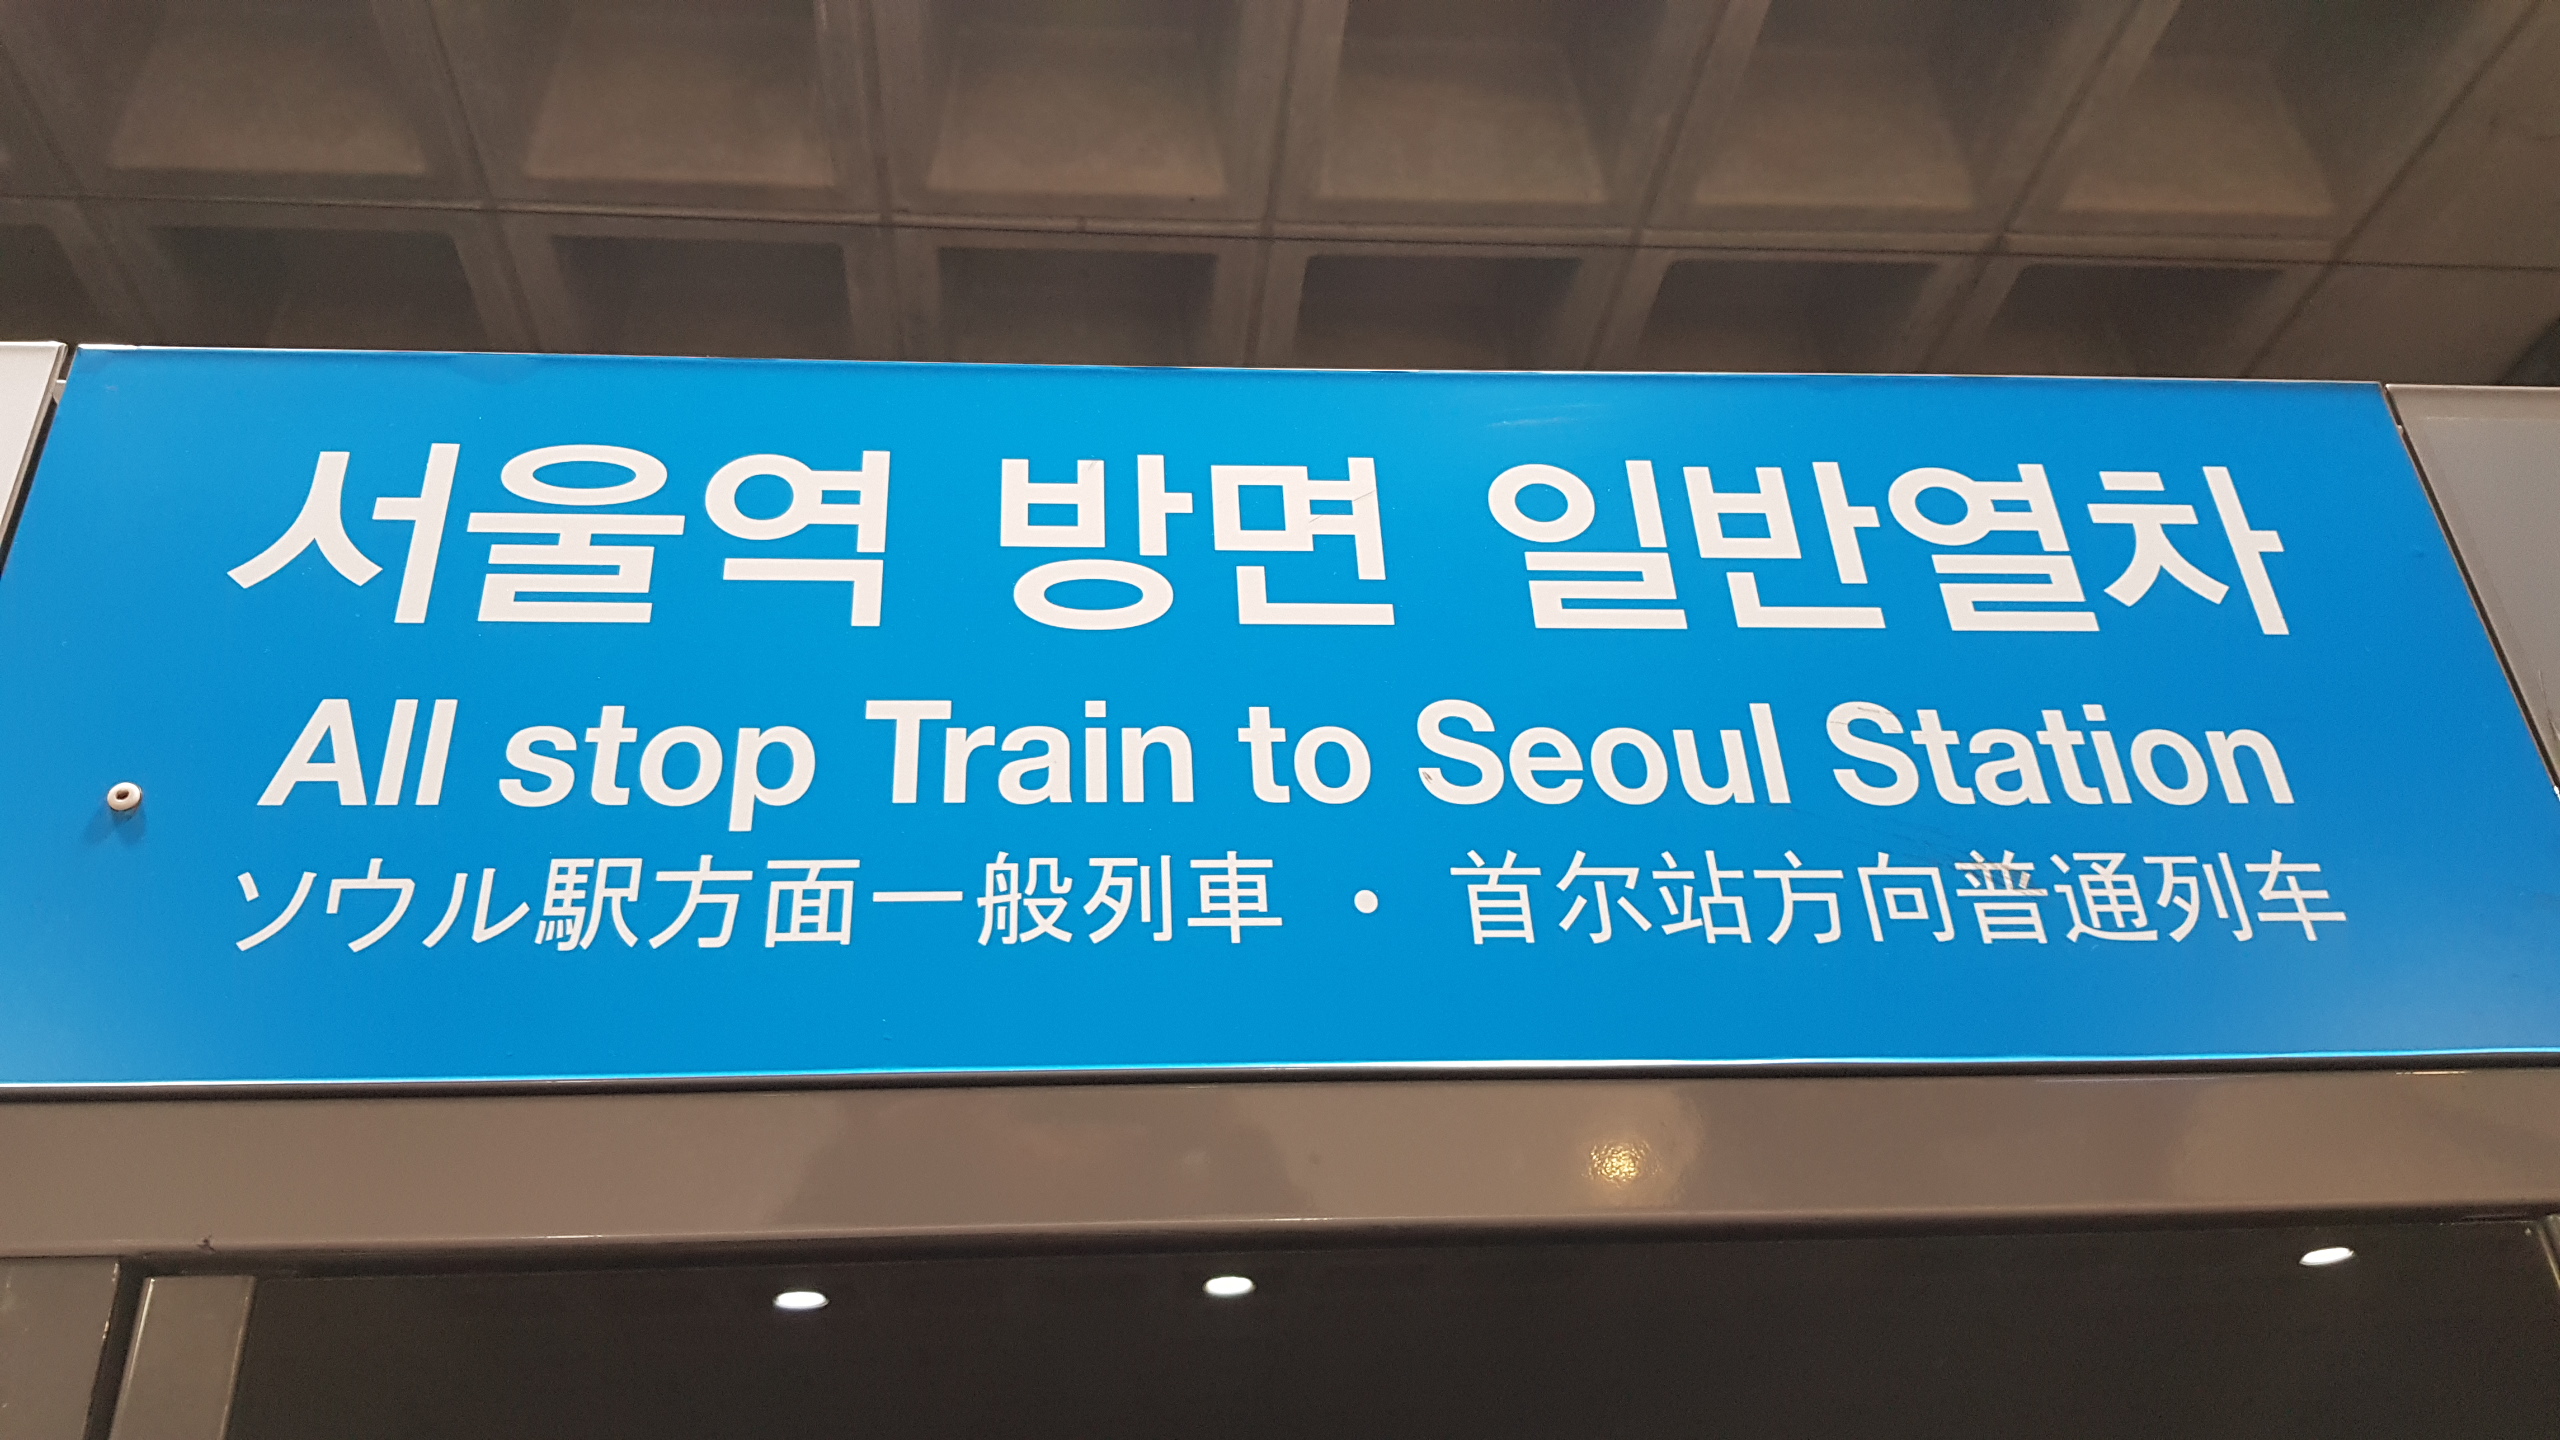 서울역 방면 일반열차
All stop Train to Seoul Station
ソウル駅方面一般列車 · 首尔站方向普通列车